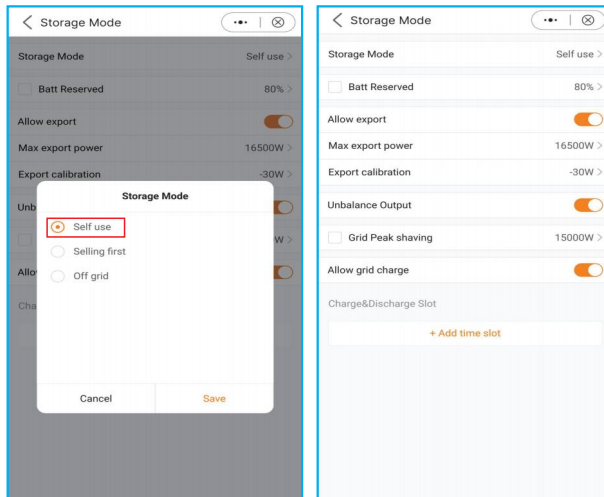 Storage Mode
Storage Mode Self use >
Batt Reserved 80% >
Allow export
Max export power 16500W >
Export calibration -30W >
Storage Mode
Unb
Self use
W >
Selling first
Allo
Off grid
Cha
Cancel Save
Storage Mode
Storage Mode Self use >
Batt Reserved 80% >
Allow export
Max export power 16500W >
Export calibration -30W >
Unbalance Output
Grid Peak shaving 15000W >
Allow grid charge
Charge&Discharge Slot
+ Add time slot